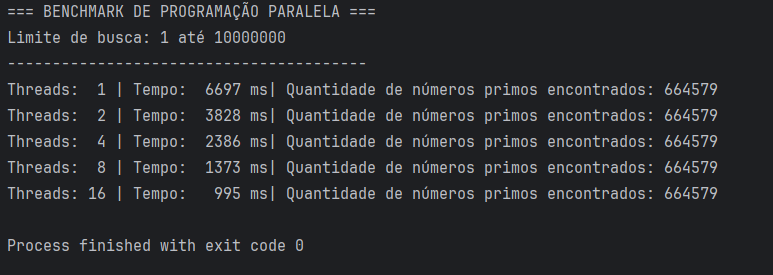 === BENCHMARK DE PROGRAMAÇÃO PARALELA ===
Limite de busca: 1 até 10000000
----------------------------------------
Threads:  1 | Tempo:  6697 ms| Quantidade de números primos encontrados: 664579
Threads:  2 | Tempo:  3828 ms| Quantidade de números primos encontrados: 664579
Threads:  4 | Tempo:  2386 ms| Quantidade de números primos encontrados: 664579
Threads:  8 | Tempo:  1373 ms| Quantidade de números primos encontrados: 664579
Threads: 16 | Tempo:   995 ms| Quantidade de números primos encontrados: 664579
Process finished with exit code 0